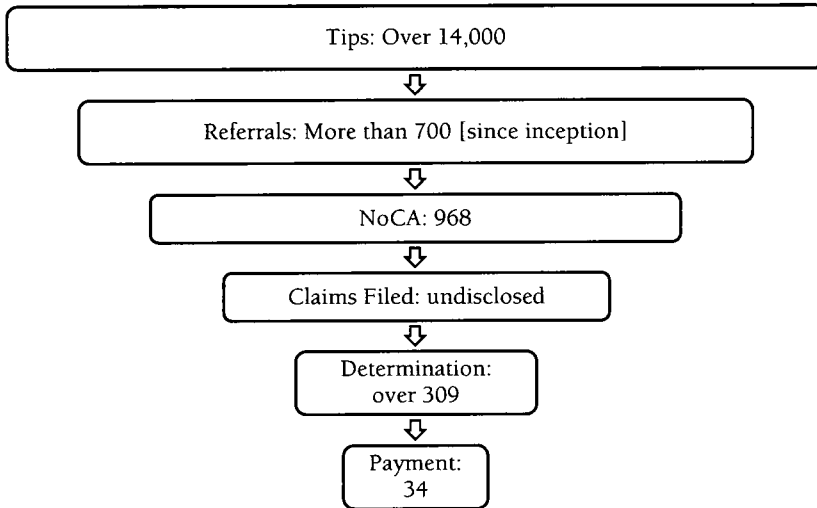 Tips: Over 14,000
Referrals: More than 700 [since inception]
NoCA: 968
Claims Filed: undisclosed
Determination:
over 309
Payment:
34